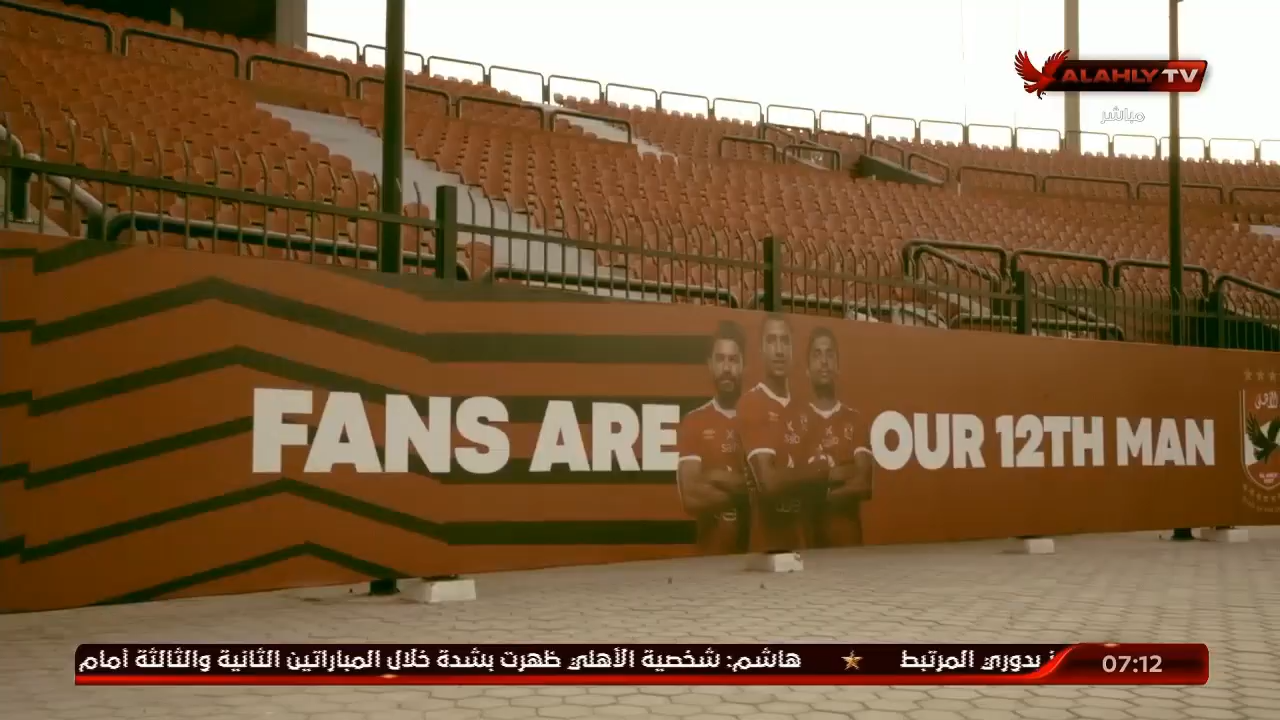 ALAHLY TV
مباشر
FANS ARE OUR 12TH MAN
بدوري المرتبط
هاشم: شخصية الأهلي ظهرت بشدة خلال المباراتين الثانية والثالثة أمام
07:12